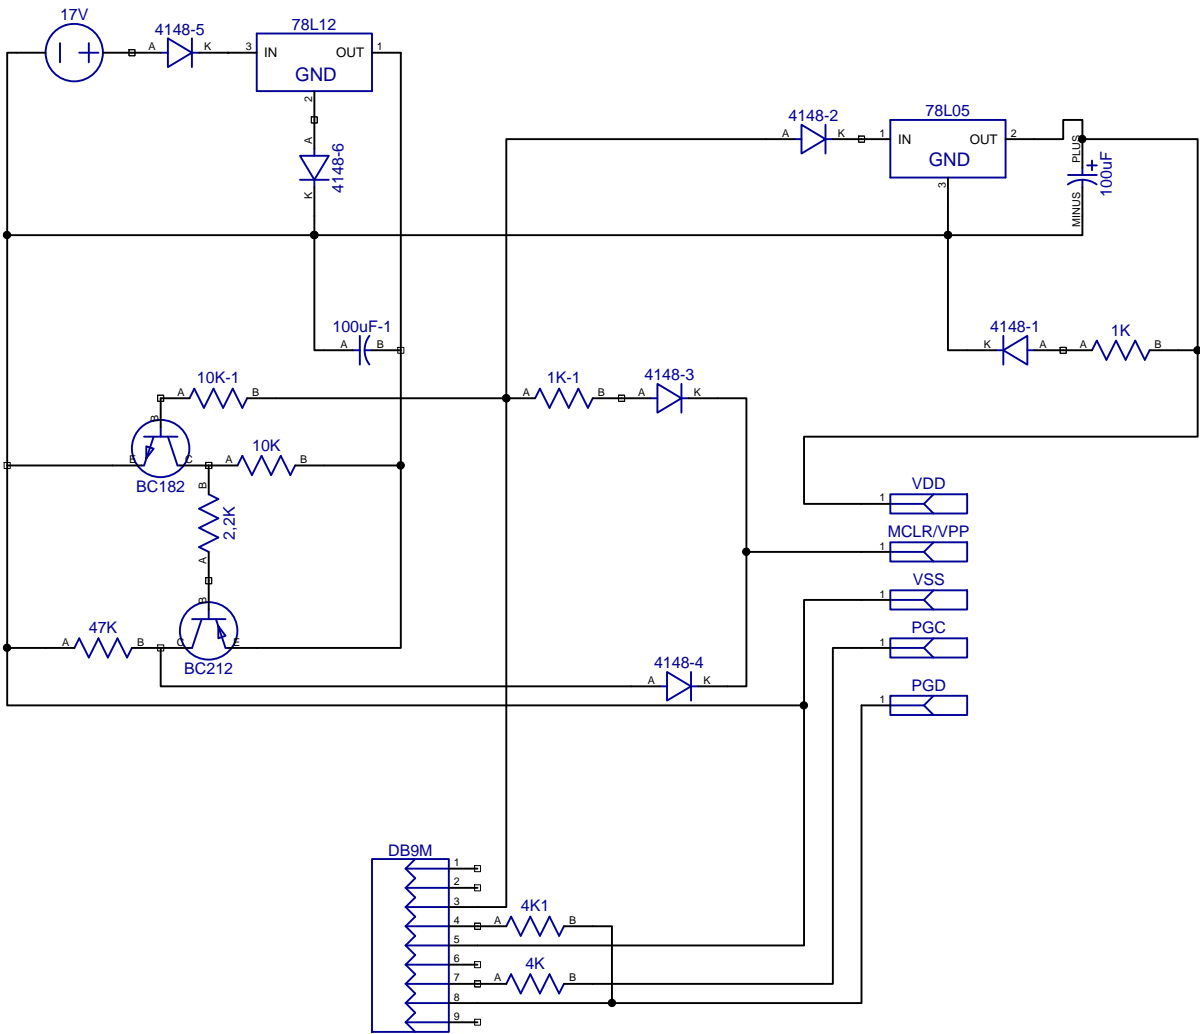 17V
4148-5
78L12
A
K
3
IN
OUT
1
GND
2
A
4148-6
K
4148-2
78L05
A
K
1
IN
OUT
2
GND
3
PLUS
+
100uF
MINUS
100uF-1
A
B
4148-1
1K
K
A
A
B
10K-1
A
B
1K-1
A
B
4148-3
A
K
B
E
C
BC182
10K
A
B
B
2,2K
A
VDD
1
MCLR/VPP
1
VSS
1
PGC
1
PGD
1
47K
A
B
B
C
E
BC212
4148-4
A
K
DB9M
1
2
3
4
5
6
7
8
9
4K1
A
B
4K
A
B